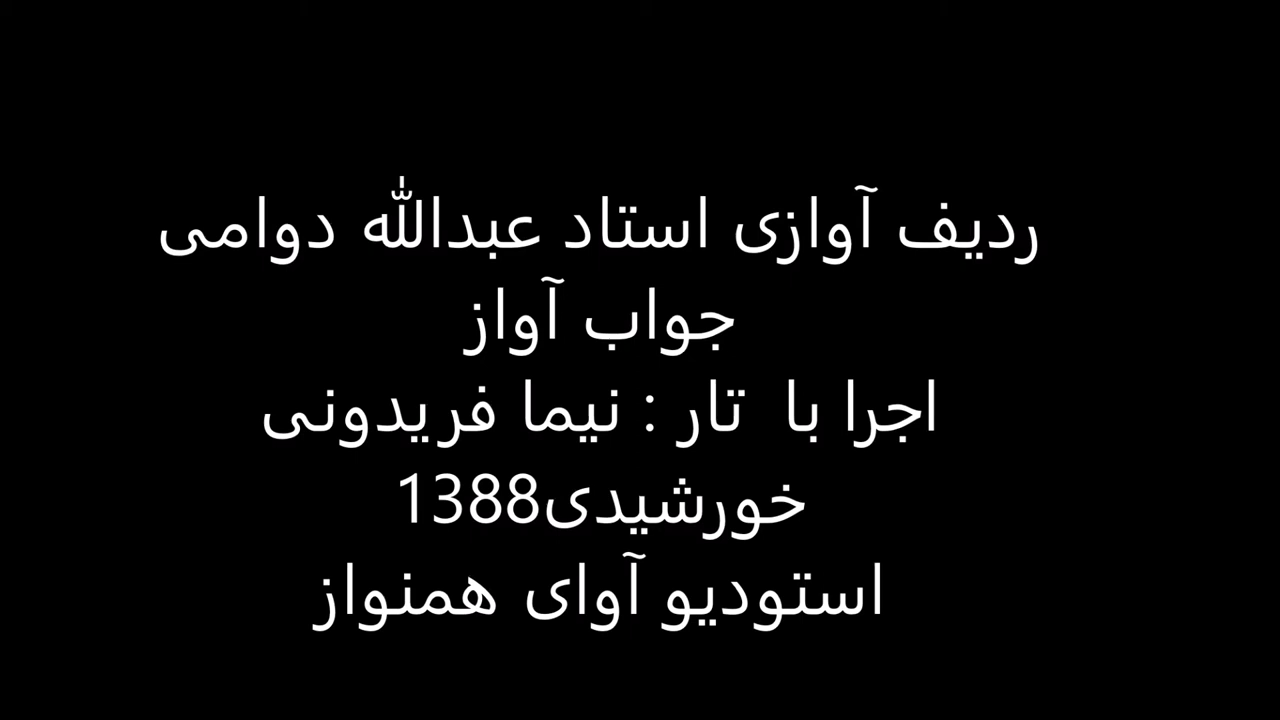 ردیف آوازی استاد عبدالله دوامی
جواب آواز
اجرا با  تار : نیما فریدونی
خورشیدی1388
استودیو آوای همنواز